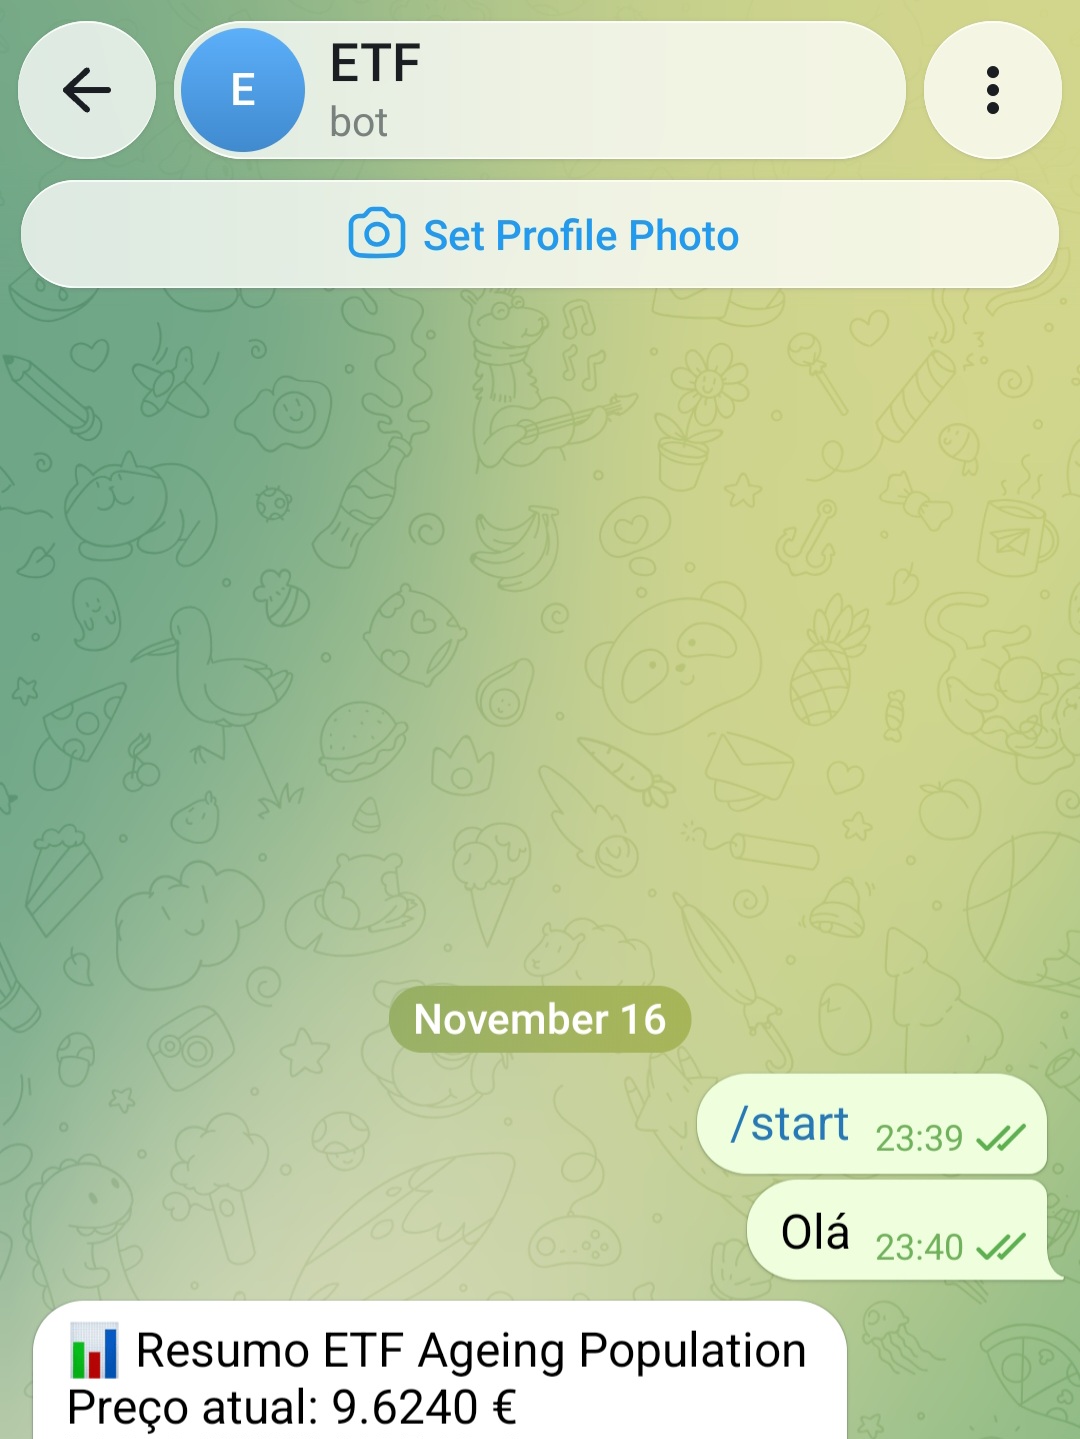 E
ETF
bot
Set Profile Photo
November 16
/start 23:39
Olá 23:40
Resumo ETF Ageing Population
Preço atual: 9.6240 €